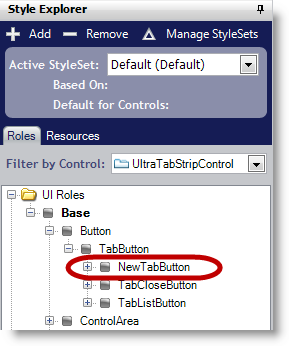 Style Explorer
Add Remove Manage StyleSets
Active StyleSet: Default (Default)
Based On:
Default for Controls:
Roles Resources
Filter by Control: UltraTabStripControl
UI Roles
Base
Button
TabButton
NewTabButton
TabCloseButton
TabListButton
ControlArea